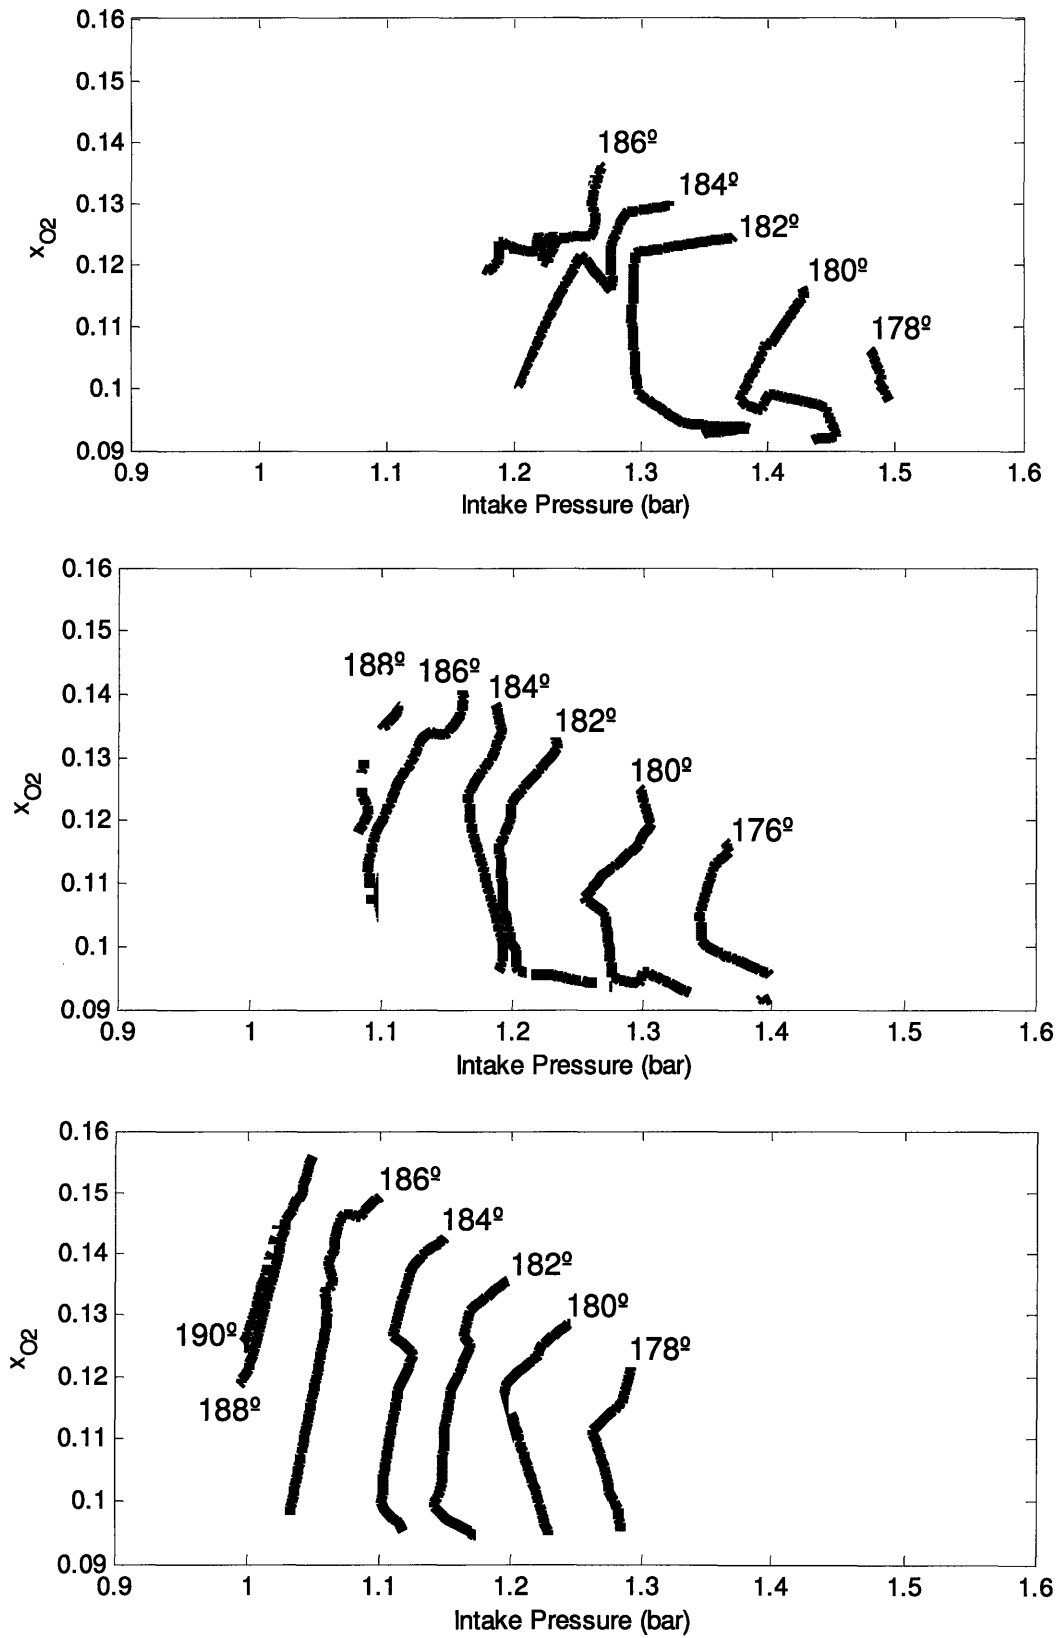 0.16
0.15
0.14
0.13
0.12
0.11
0.1
0.09
xO2
186º
184º
182º
180º
178º
0.9 1 1.1 1.2 1.3 1.4 1.5 1.6
Intake Pressure (bar)
0.16
0.15
0.14
0.13
0.12
0.11
0.1
0.09
xO2
188º 186º 184º
182º
180º
176º
0.9 1 1.1 1.2 1.3 1.4 1.5 1.6
Intake Pressure (bar)
0.16
0.15
0.14
0.13
0.12
0.11
0.1
0.09
xO2
186º
184º
182º
180º
178º
190º
188º
0.9 1 1.1 1.2 1.3 1.4 1.5 1.6
Intake Pressure (bar)